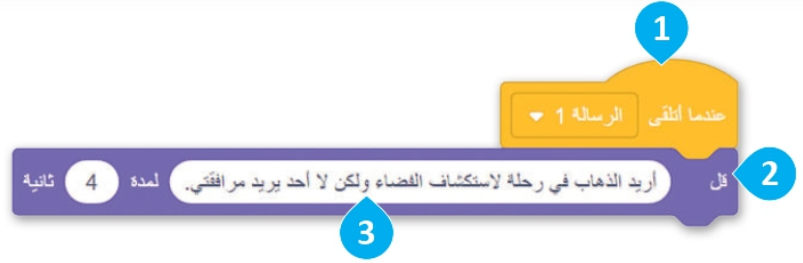 1
عندما أتلقى الرسالة 1
قل أريد الذهاب في رحلة لاستكشاف الفضاء ولكن لا أحد يريد مرافقتي. لمدة 4 ثانية
2
3